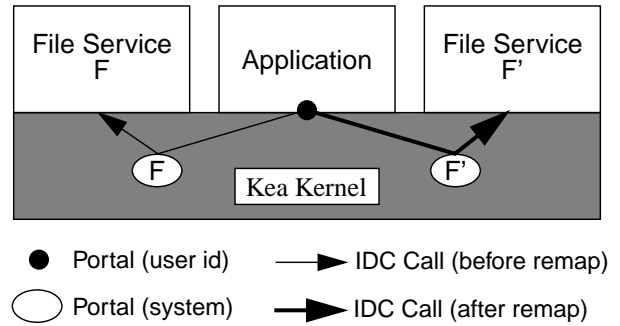 File Service
F
Application
File Service
F'
F
F'
Kea Kernel
Portal (user id)
IDC Call (before remap)
Portal (system)
IDC Call (after remap)